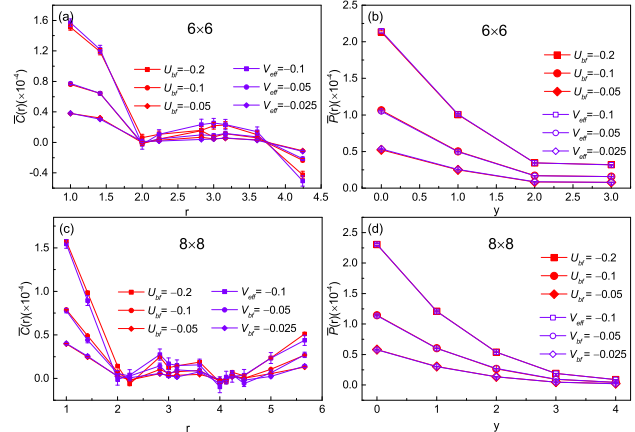 (a)
6×6
U_bf=−0.2
U_bf=−0.1
U_bf=−0.05
V_eff=−0.1
V_eff=−0.05
V_eff=−0.025
C̅(r)(×10⁻⁴)
1.6
1.2
0.8
0.4
0.0
-0.4
1.0 1.5 2.0 2.5 3.0 3.5 4.0 4.5
r
(b)
6×6
U_bf=−0.2
U_bf=−0.1
U_bf=−0.05
V_eff=−0.1
V_eff=−0.05
V_eff=−0.025
P̅(r)(×10⁻⁴)
2.5
2.0
1.5
1.0
0.5
0.0
0.0 0.5 1.0 1.5 2.0 2.5 3.0
y
(c)
8×8
U_bf=−0.2
U_bf=−0.1
U_bf=−0.05
V_eff=−0.1
V_bf=−0.05
V_bf=−0.025
C̅(r)(×10⁻⁴)
1.5
1.0
0.5
0.0
1 2 3 4 5 6
r
(d)
8×8
U_bf=−0.2
U_bf=−0.1
U_bf=−0.05
V_eff=−0.1
V_bf=−0.05
V_bf=−0.025
P̅(r)(×10⁻⁴)
2.5
2.0
1.5
1.0
0.5
0.0
0 1 2 3 4
y